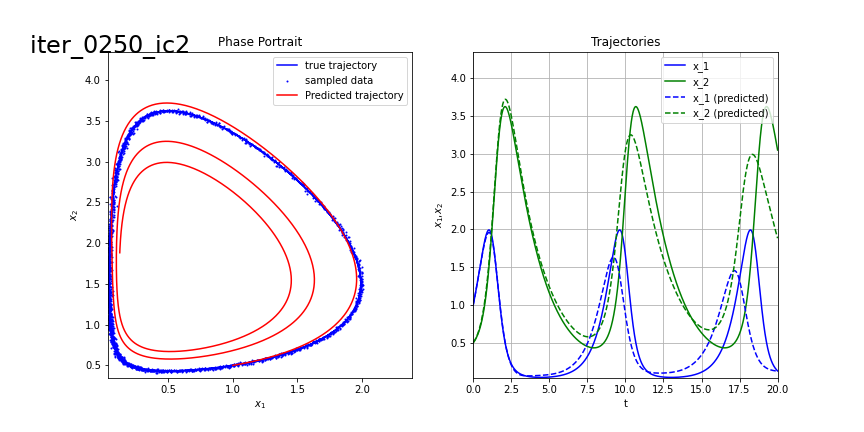 iter_0250_ic2
Phase Portrait
true trajectory
sampled data
Predicted trajectory
x₂
4.0
3.5
3.0
2.5
2.0
1.5
1.0
0.5
0.5 1.0 1.5 2.0
x₁
Trajectories
x_1
x_2
x_1 (predicted)
x_2 (predicted)
x₁,x₂
4.0
3.5
3.0
2.5
2.0
1.5
1.0
0.5
0.0 2.5 5.0 7.5 10.0 12.5 15.0 17.5 20.0
t